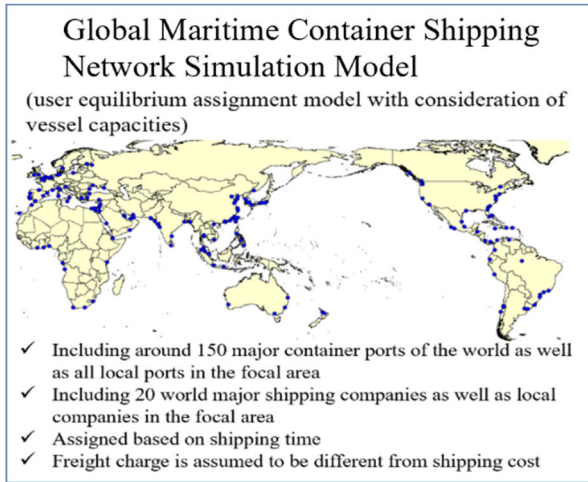 Global Maritime Container Shipping
Network Simulation Model
(user equilibrium assignment model with consideration of
vessel capacities)
✓ Including around 150 major container ports of the world as well
as all local ports in the focal area
✓ Including 20 world major shipping companies as well as local
companies in the focal area
✓ Assigned based on shipping time
✓ Freight charge is assumed to be different from shipping cost